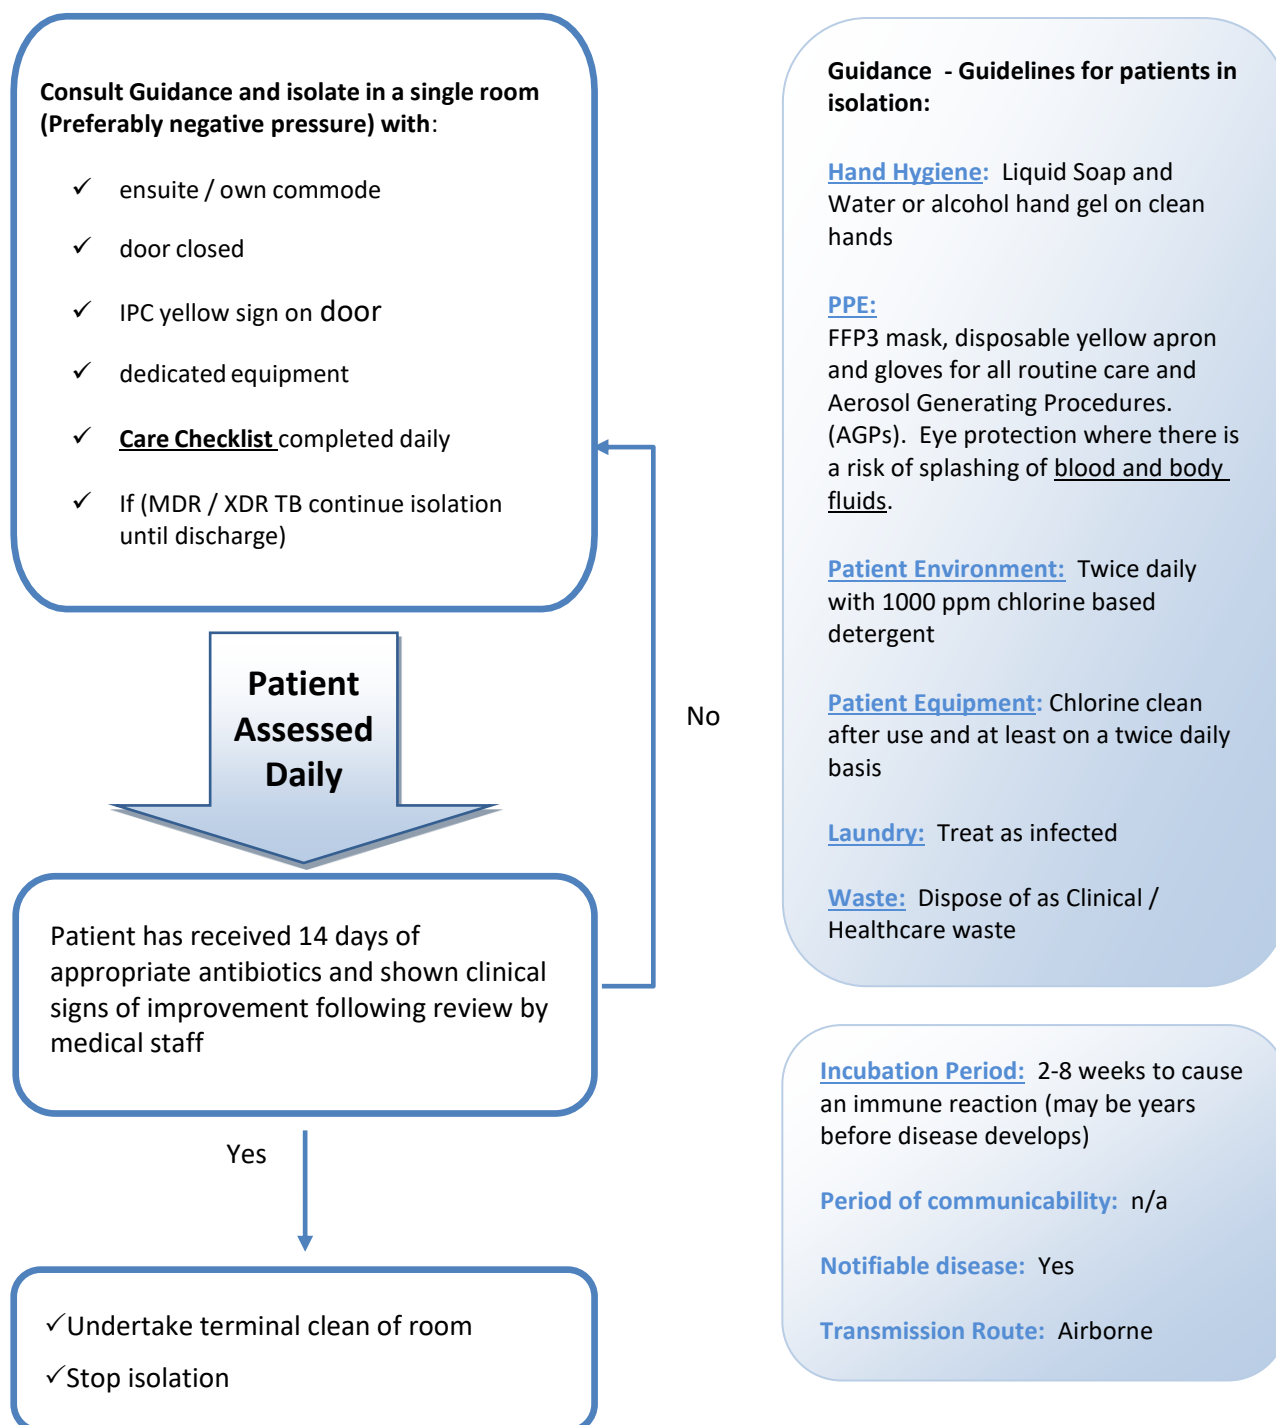 Consult Guidance and isolate in a single room
(Preferably negative pressure) with:
✓ ensuite / own commode
✓ door closed
✓ IPC yellow sign on door
✓ dedicated equipment
✓ Care Checklist completed daily
✓ If (MDR / XDR TB continue isolation
until discharge)
Patient
Assessed
Daily
No
Patient has received 14 days of
appropriate antibiotics and shown clinical
signs of improvement following review by
medical staff
Yes
✓Undertake terminal clean of room
✓Stop isolation
Guidance - Guidelines for patients in
isolation:
Hand Hygiene: Liquid Soap and
Water or alcohol hand gel on clean
hands
PPE:
FFP3 mask, disposable yellow apron
and gloves for all routine care and
Aerosol Generating Procedures.
(AGPs). Eye protection where there is
a risk of splashing of blood and body
fluids.
Patient Environment: Twice daily
with 1000 ppm chlorine based
detergent
Patient Equipment: Chlorine clean
after use and at least on a twice daily
basis
Laundry: Treat as infected
Waste: Dispose of as Clinical /
Healthcare waste
Incubation Period: 2-8 weeks to cause
an immune reaction (may be years
before disease develops)
Period of communicability: n/a
Notifiable disease: Yes
Transmission Route: Airborne